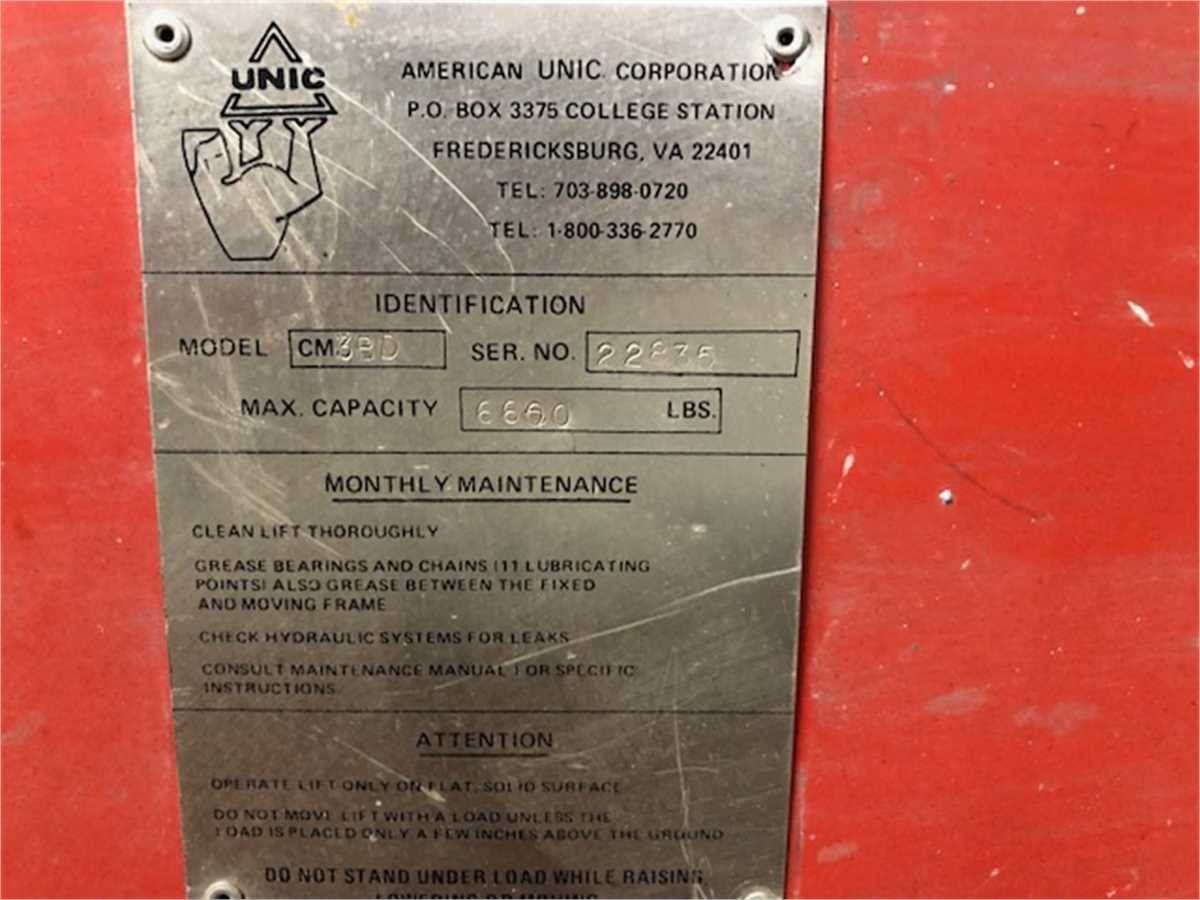 UNIC
AMERICAN UNIC CORPORATION
P.O. BOX 3375 COLLEGE STATION
FREDERICKSBURG, VA 22401
TEL: 703-898-0720
TEL: 1-800-336-2770
IDENTIFICATION
MODEL CM3BD SER. NO.
MAX. CAPACITY LBS.
MONTHLY MAINTENANCE
CLEAN LIFT THOROUGHLY
GREASE BEARINGS AND CHAINS (11 LUBRICATING
POINTS) ALSO GREASE BETWEEN THE FIXED
AND MOVING FRAME
CHECK HYDRAULIC SYSTEMS FOR LEAKS
CONSULT MAINTENANCE MANUAL FOR SPECIFIC
INSTRUCTIONS
ATTENTION
OPERATE LIFT ONLY ON FLAT, SOLID SURFACE
DO NOT MOVE LIFT WITH A LOAD UNLESS THE
LOAD IS PLACED ONLY A FEW INCHES ABOVE THE GROUND
DO NOT STAND UNDER LOAD WHILE RAISING,
LOWERING OR MOVING